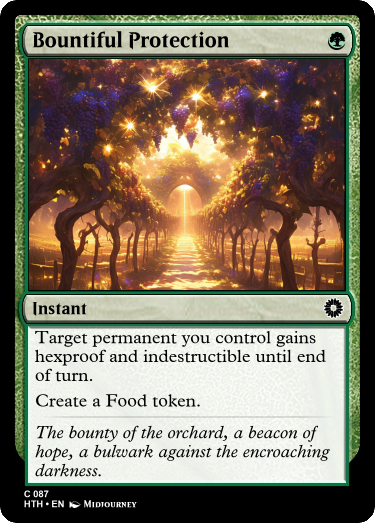 Bountiful Protection
Instant
Target permanent you control gains
hexproof and indestructible until end
of turn.
Create a Food token.
The bounty of the orchard, a beacon of
hope, a bulwark against the encroaching
darkness.
C 087
HTH • EN Midjourney